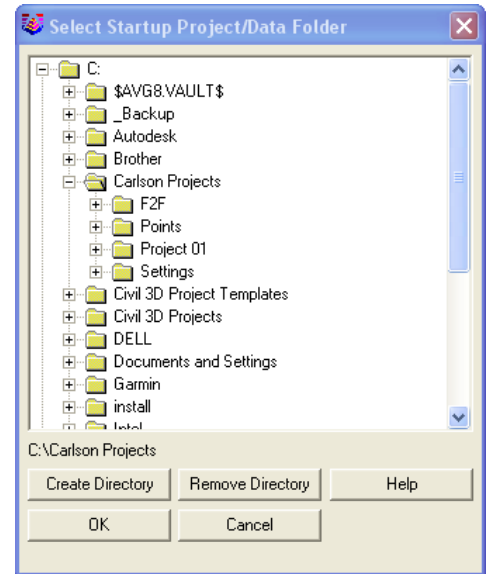 Select Startup Project/Data Folder
C:
$AVG8.VAULT$
_Backup
Autodesk
Brother
Carlson Projects
F2F
Points
Project 01
Settings
Civil 3D Project Templates
Civil 3D Projects
DELL
Documents and Settings
Garmin
install
Intel
C:\Carlson Projects
Create Directory Remove Directory Help
OK Cancel